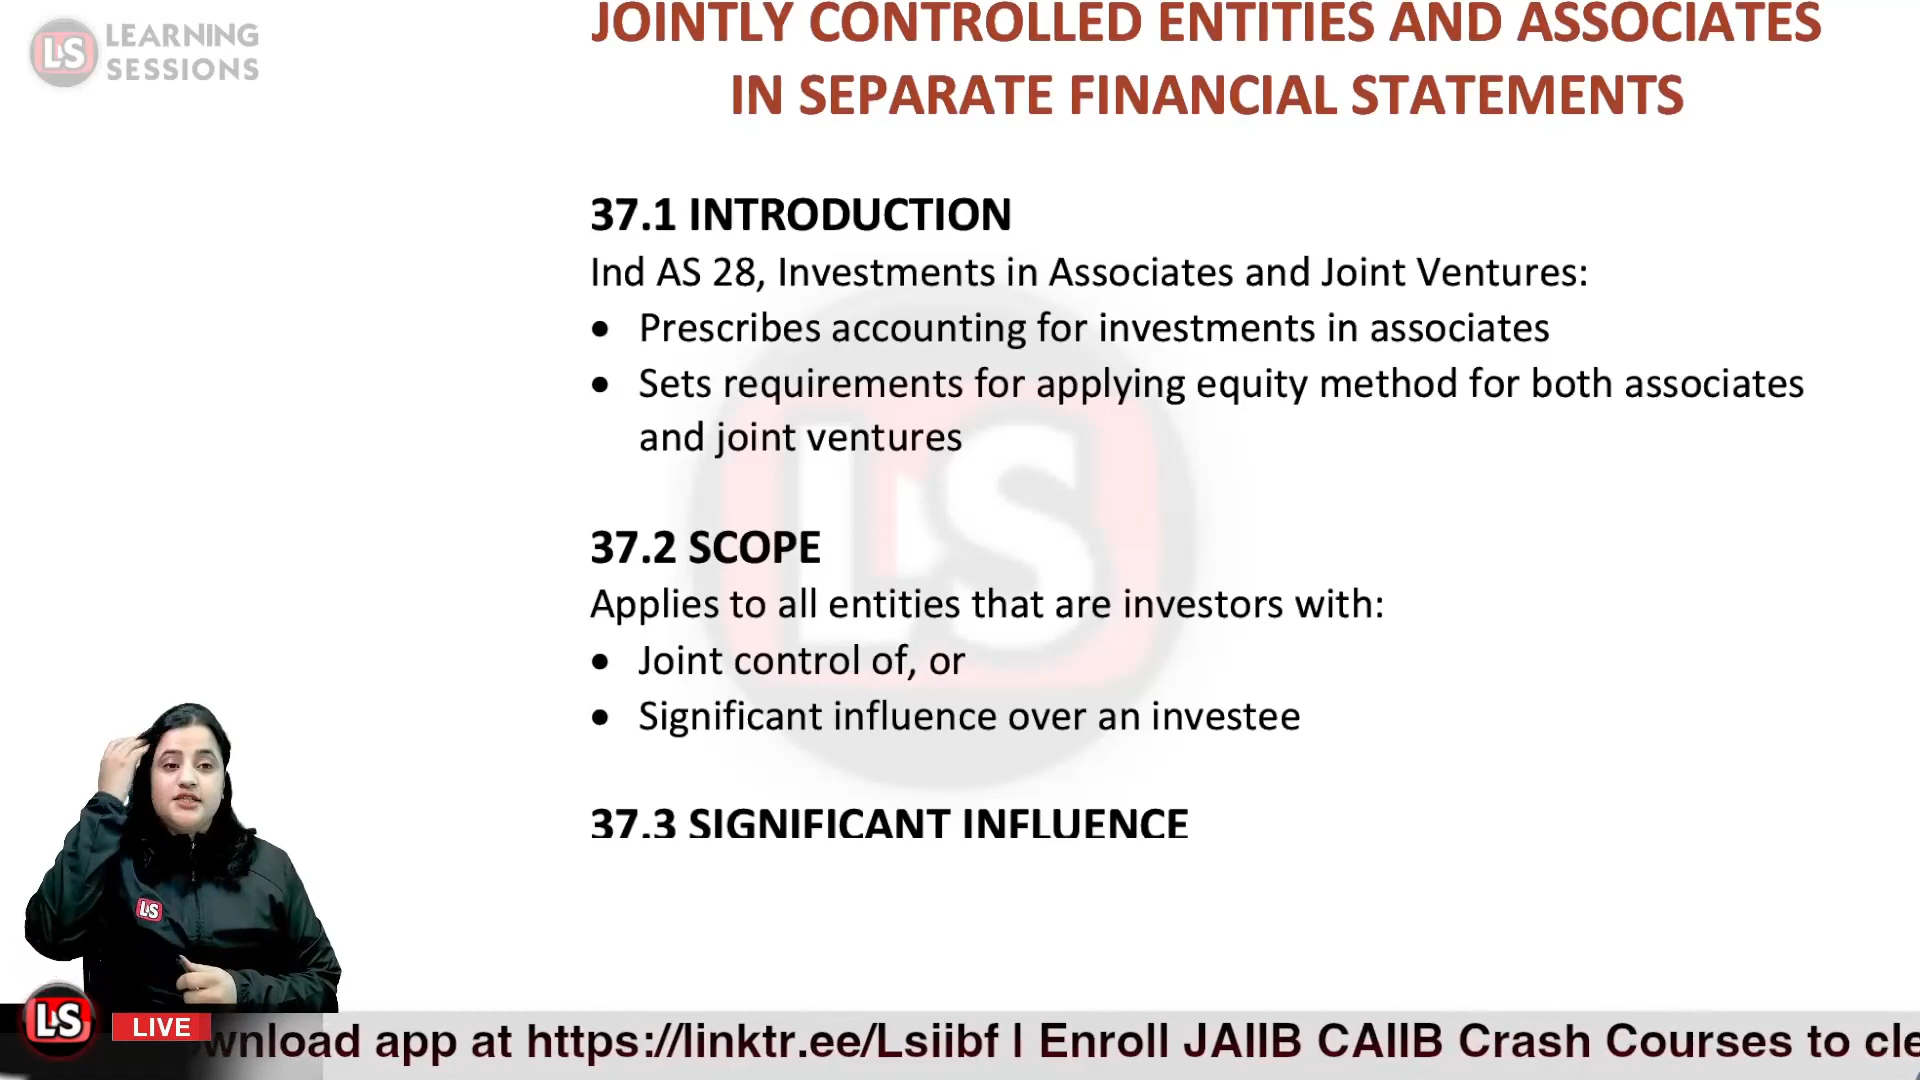 LS LEARNING
SESSIONS
JOINTLY CONTROLLED ENTITIES AND ASSOCIATES
IN SEPARATE FINANCIAL STATEMENTS
37.1 INTRODUCTION
Ind AS 28, Investments in Associates and Joint Ventures:
• Prescribes accounting for investments in associates
• Sets requirements for applying equity method for both associates
and joint ventures
37.2 SCOPE
Applies to all entities that are investors with:
• Joint control of, or
• Significant influence over an investee
37.3 SIGNIFICANT INFLUENCE
LS
LS
LS
LIVE
wnload app at https://linktr.ee/Lsiibf | Enroll JAIIB CAIIB Crash Courses to cle